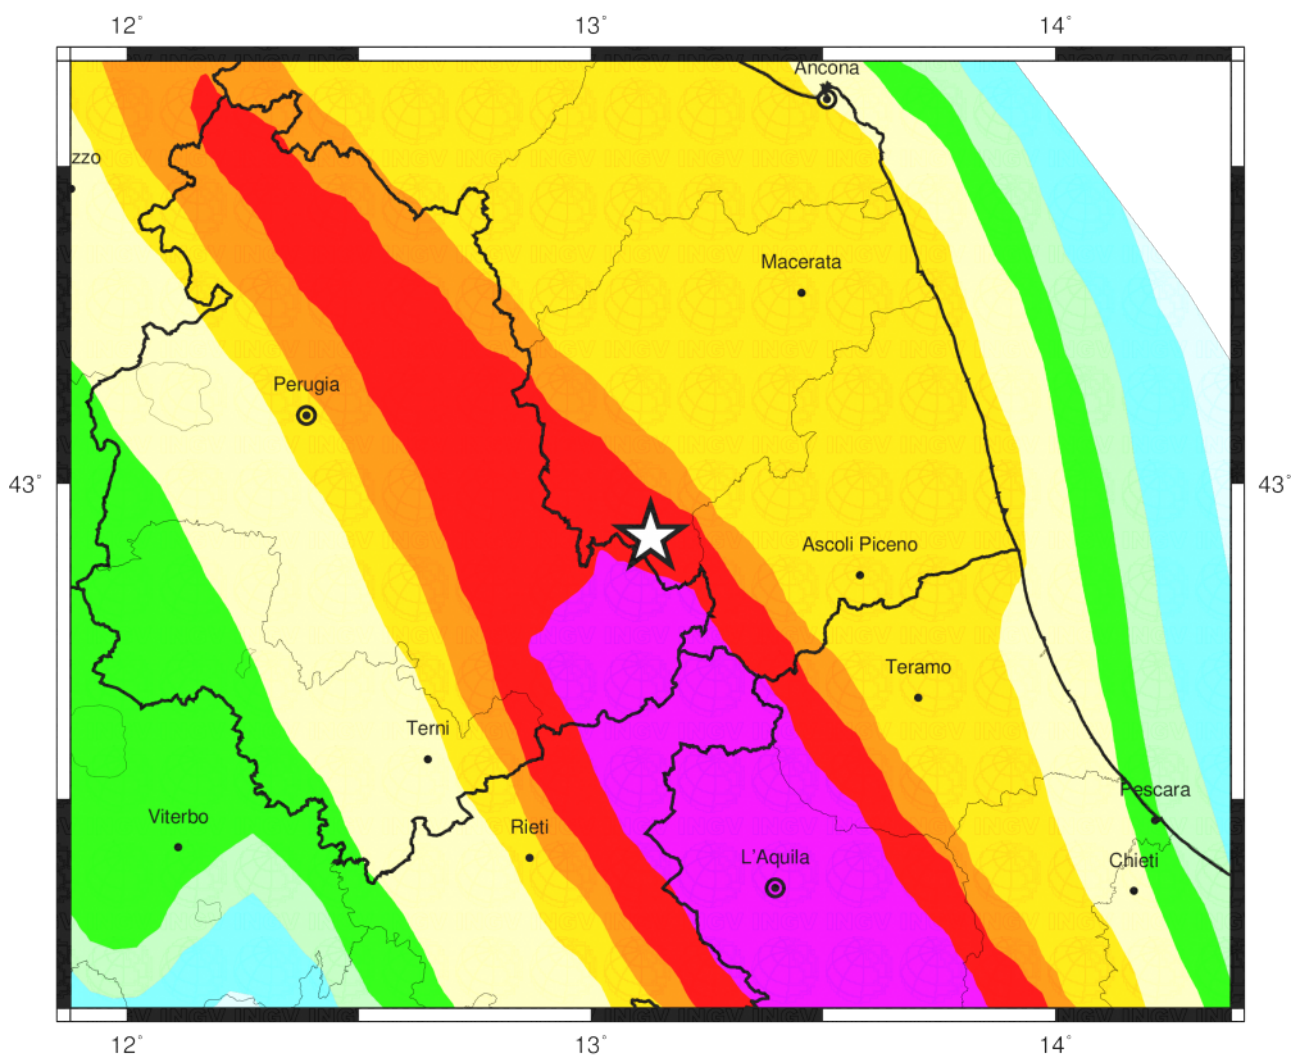 12° 13° 14°
Ancona
zzo
Macerata
Perugia
43° 43°
Ascoli Piceno
Teramo
Terni
Pescara
Viterbo
Rieti
L'Aquila
Chieti
12° 13° 14°
INGV